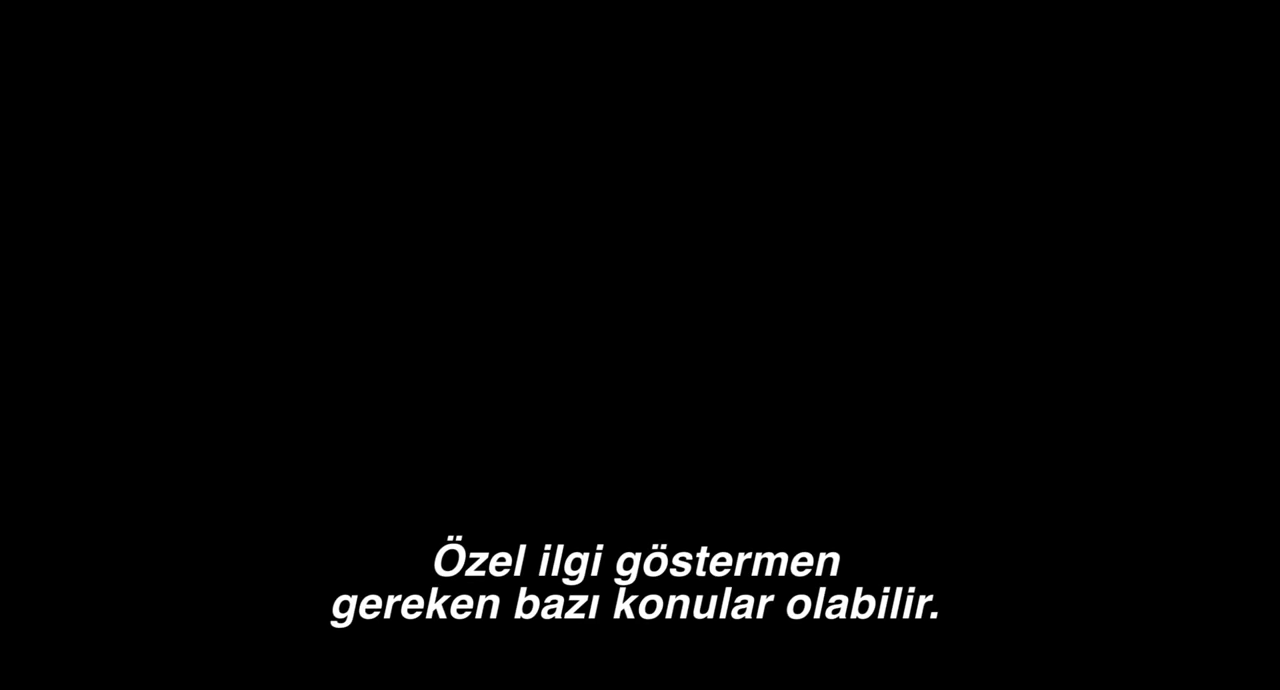 Özel ilgi göstermen
gereken bazı konular olabilir.